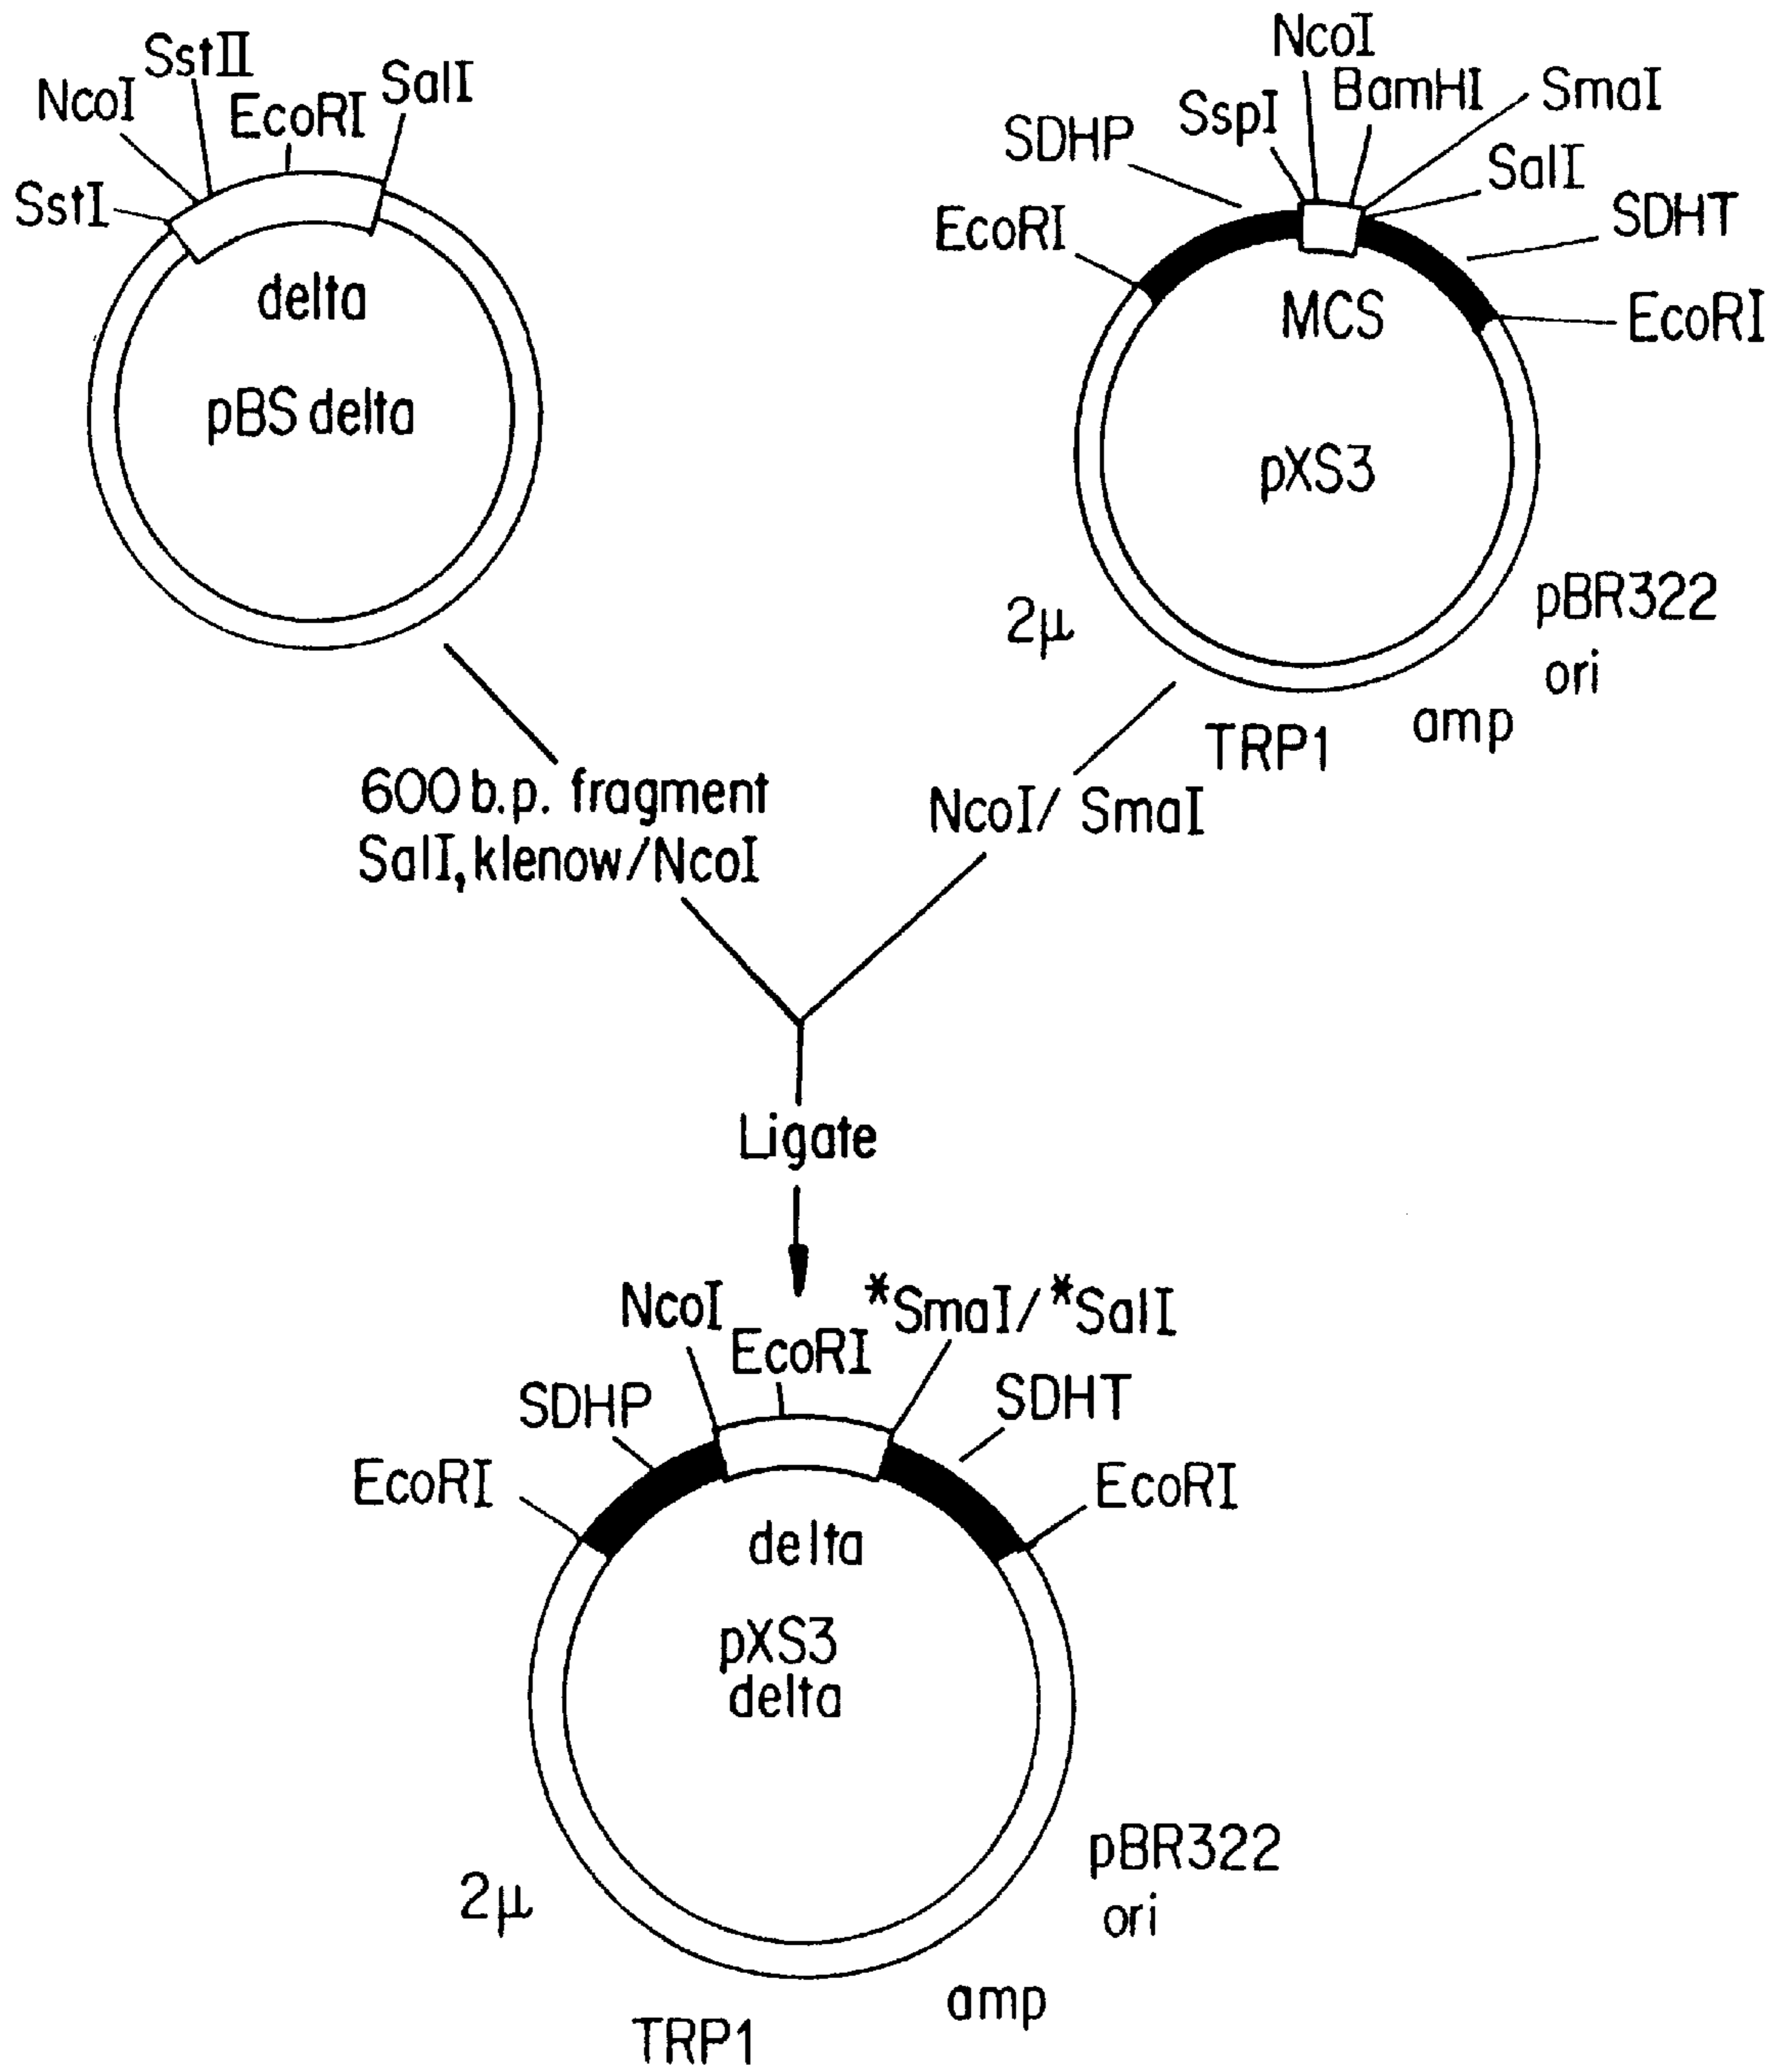 SstI
NcoI
SstII
EcoRI
SalI
delta
pBS delta
EcoRI
SDHP
SspI
NcoI
BamHI
SmaI
SalI
SDHT
EcoRI
MCS
pXS3
2μ
TRP1
amp
pBR322
ori
600 b.p. fragment
SalI, klenow/NcoI
NcoI/ SmaI
Ligate
EcoRI
SDHP
NcoI
EcoRI
*SmaI/*SalI
SDHT
EcoRI
delta
pXS3
delta
2μ
TRP1
amp
pBR322
ori